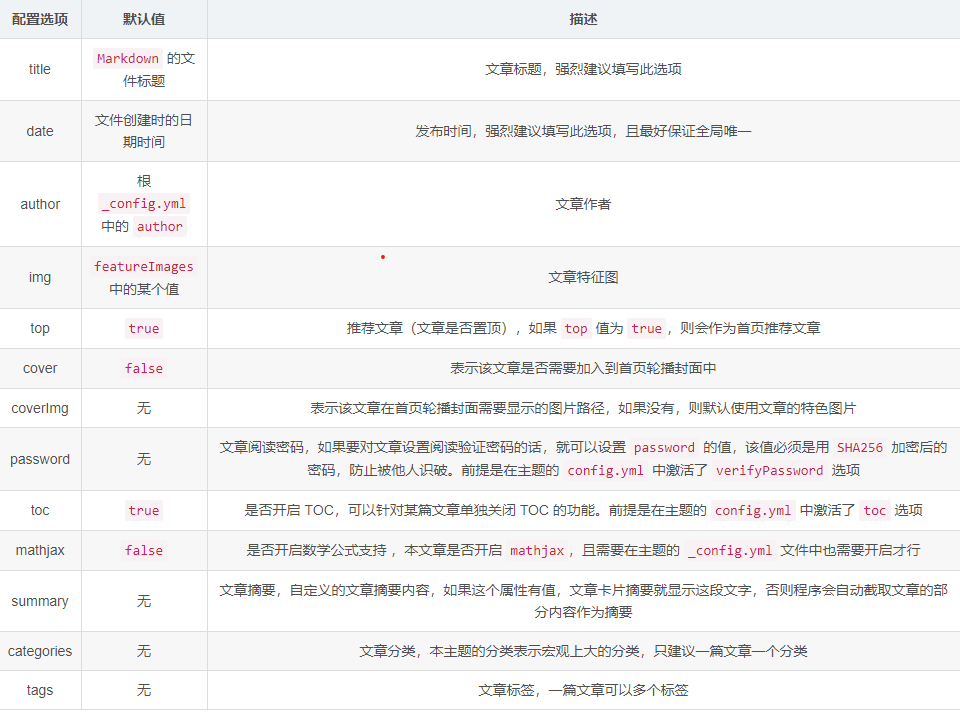 配置选项 默认值 描述
title Markdown 的文件标题 文章标题，强烈建议填写此选项
date 文件创建时的日期时间 发布时间，强烈建议填写此选项，且最好保证全局唯一
author 根 _config.yml 中的 author 文章作者
img featureImages 中的某个值 文章特征图
top true 推荐文章（文章是否置顶），如果 top 值为 true，则会作为首页推荐文章
cover false 表示该文章是否需要加入到首页轮播封面中
coverImg 无 表示该文章在首页轮播封面需要显示的图片路径，如果没有，则默认使用文章的特色图片
password 无 文章阅读密码，如果要对文章设置阅读验证密码的话，就可以设置 password 的值，该值必须是用 SHA256 加密后的
密码，防止被他人识破。前提是在主题的 config.yml 中激活了 verifyPassword 选项
toc true 是否开启 TOC，可以针对某篇文章单独关闭 TOC 的功能。前提是在主题的 config.yml 中激活了 toc 选项
mathjax false 是否开启数学公式支持 ，本文章是否开启 mathjax，且需要在主题的 _config.yml 文件中也需要开启才行
summary 无 文章摘要，自定义的文章摘要内容，如果这个属性有值，文章卡片摘要就显示这段文字，否则程序会自动截取文章的部
分内容作为摘要
categories 无 文章分类，本主题的分类表示宏观上大的分类，只建议一篇文章一个分类
tags 无 文章标签，一篇文章可以多个标签